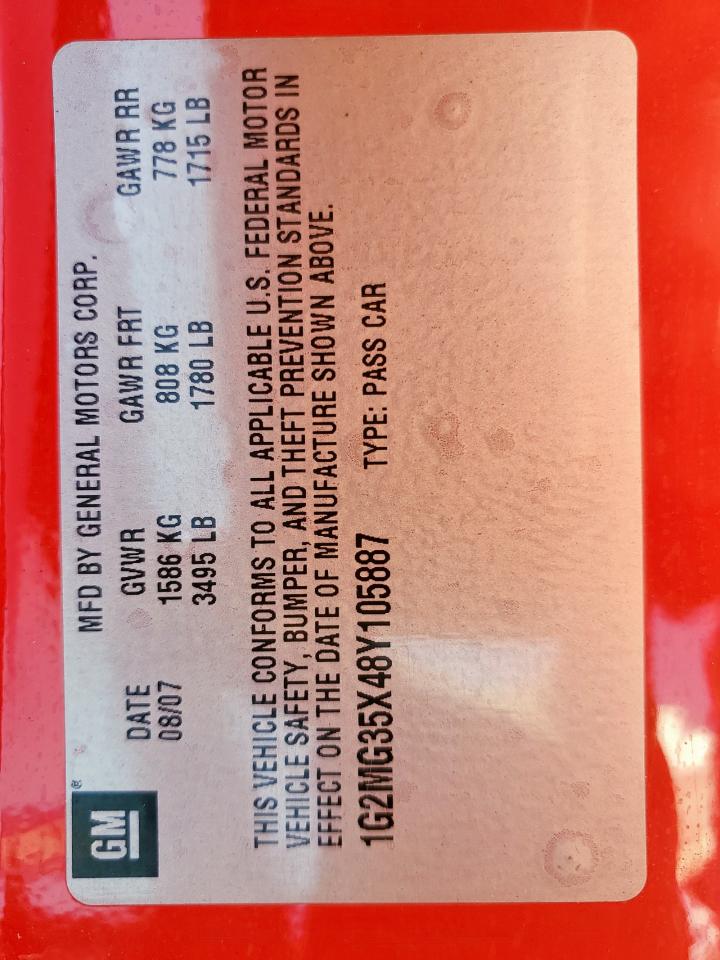 GM®
MFD BY GENERAL MOTORS CORP.
DATE GVWR GAWR FRT GAWR RR
08/07 1586 KG 808 KG 778 KG
3495 LB 1780 LB 1715 LB
THIS VEHICLE CONFORMS TO ALL APPLICABLE U.S. FEDERAL MOTOR
VEHICLE SAFETY, BUMPER, AND THEFT PREVENTION STANDARDS IN
EFFECT ON THE DATE OF MANUFACTURE SHOWN ABOVE.
1G2MG35X48Y105887 TYPE: PASS CAR